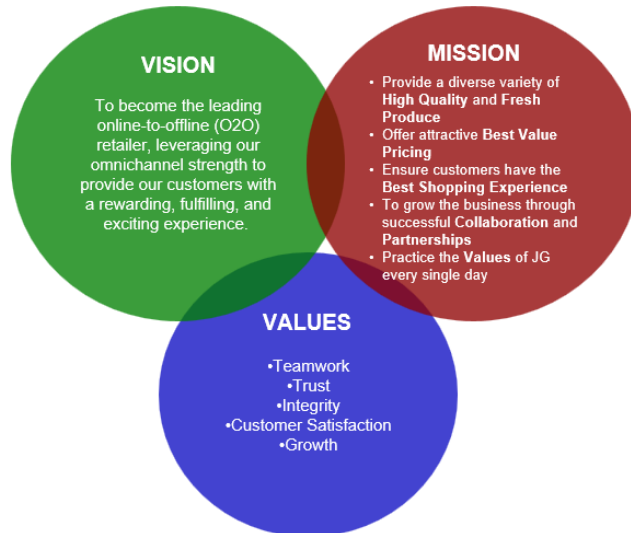 VISION
To become the leading
online-to-offline (O2O)
retailer, leveraging our
omnichannel strength to
provide our customers with
a rewarding, fulfilling, and
exciting experience.
MISSION
• Provide a diverse variety of
High Quality and Fresh
Produce
• Offer attractive Best Value
Pricing
• Ensure customers have the
Best Shopping Experience
• To grow the business through
successful Collaboration and
Partnerships
• Practice the Values of JG
every single day
VALUES
•Teamwork
•Trust
•Integrity
•Customer Satisfaction
•Growth